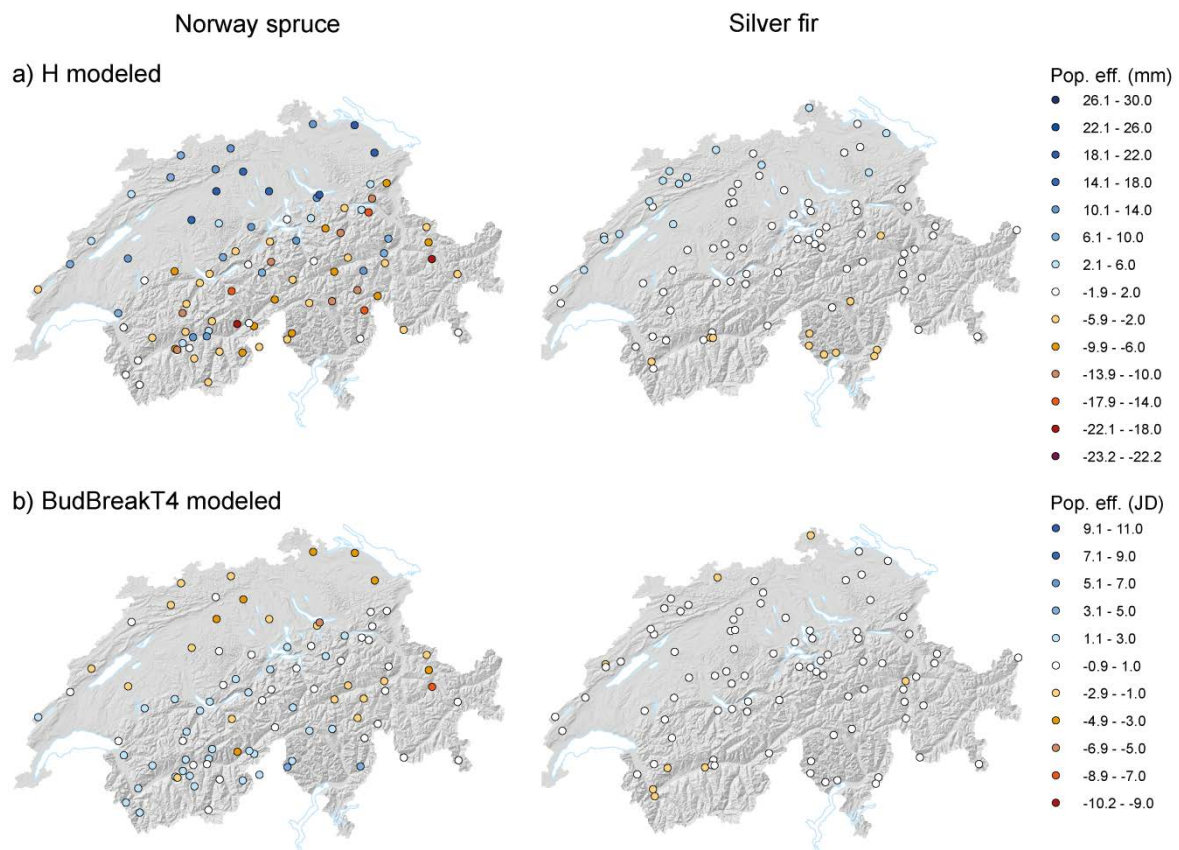 Norway spruce
Silver fir
a) H modeled
Pop. eff. (mm)
26.1 - 30.0
22.1 - 26.0
18.1 - 22.0
14.1 - 18.0
10.1 - 14.0
6.1 - 10.0
2.1 - 6.0
-1.9 - 2.0
-5.9 - -2.0
-9.9 - -6.0
-13.9 - -10.0
-17.9 - -14.0
-22.1 - -18.0
-23.2 - -22.2
b) BudBreakT4 modeled
Pop. eff. (JD)
9.1 - 11.0
7.1 - 9.0
5.1 - 7.0
3.1 - 5.0
1.1 - 3.0
-0.9 - 1.0
-2.9 - -1.0
-4.9 - -3.0
-6.9 - -5.0
-8.9 - -7.0
-10.2 - -9.0